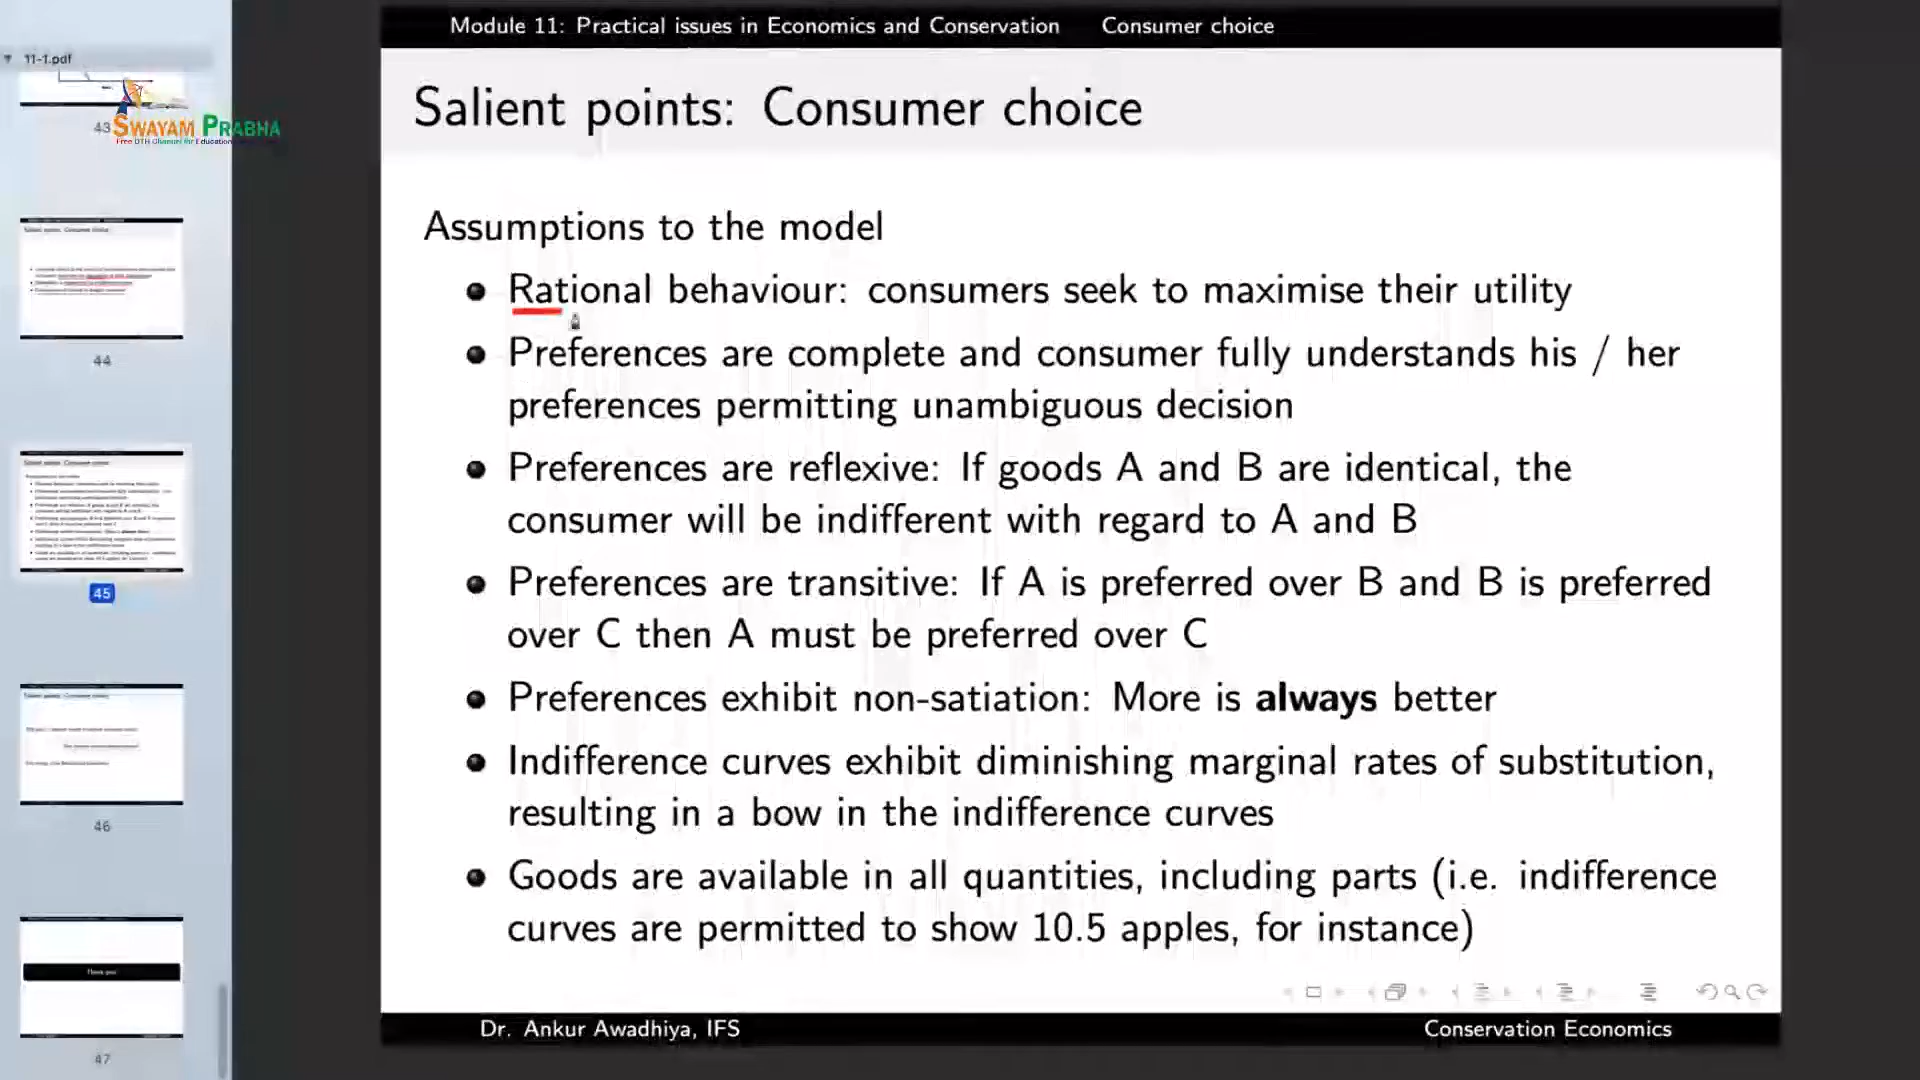 Module 11: Practical issues in Economics and Conservation Consumer choice
11-1.pdf
43
SWAYAM PRABHA
Free DTH Channel for Education
44
45
46
Thank you
47
Salient points: Consumer choice
Assumptions to the model
Rational behaviour: consumers seek to maximise their utility
Preferences are complete and consumer fully understands his / her
preferences permitting unambiguous decision
Preferences are reflexive: If goods A and B are identical, the
consumer will be indifferent with regard to A and B
Preferences are transitive: If A is preferred over B and B is preferred
over C then A must be preferred over C
Preferences exhibit non-satiation: More is always better
Indifference curves exhibit diminishing marginal rates of substitution,
resulting in a bow in the indifference curves
Goods are available in all quantities, including parts (i.e. indifference
curves are permitted to show 10.5 apples, for instance)
Dr. Ankur Awadhiya, IFS
Conservation Economics